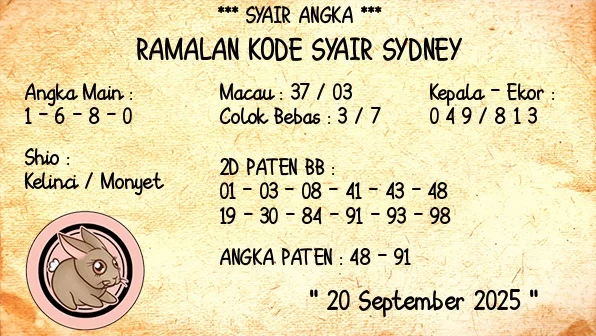 *** SYAIR ANGKA ***
RAMALAN KODE SYAIR SYDNEY
Angka Main :
1 - 6 - 8 - 0
Shio :
Kelinci / Monyet
Macau : 37 / 03
Colok Bebas : 3 / 7
2D PATEN BB :
01 - 03 - 08 - 41 - 43 - 48
19 - 30 - 84 - 91 - 93 - 98
ANGKA PATEN : 48 - 91
Kepala - Ekor :
0 4 9 / 8 1 3
" 20 September 2025 "